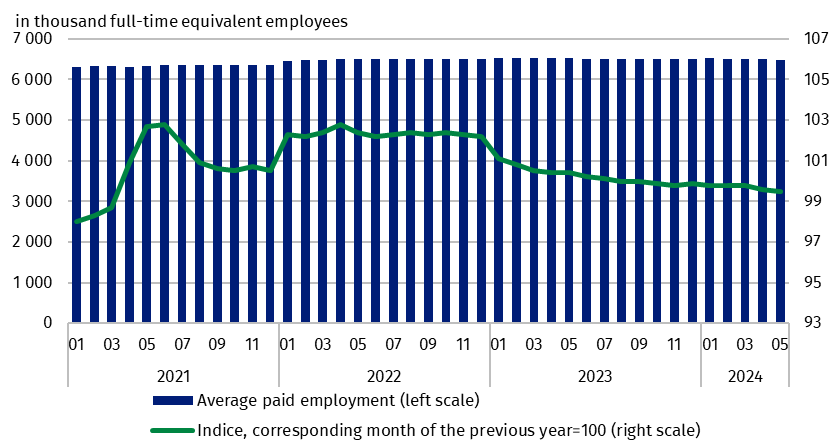 in thousand full-time equivalent employees
7 000 107
6 000 105
5 000 103
4 000 101
3 000 99
2 000 97
1 000 95
0 93
01 03 05 07 09 11 01 03 05 07 09 11 01 03 05 07 09 11 01 03 05
2021 2022 2023 2024
Average paid employment (left scale)
Indice, corresponding month of the previous year=100 (right scale)